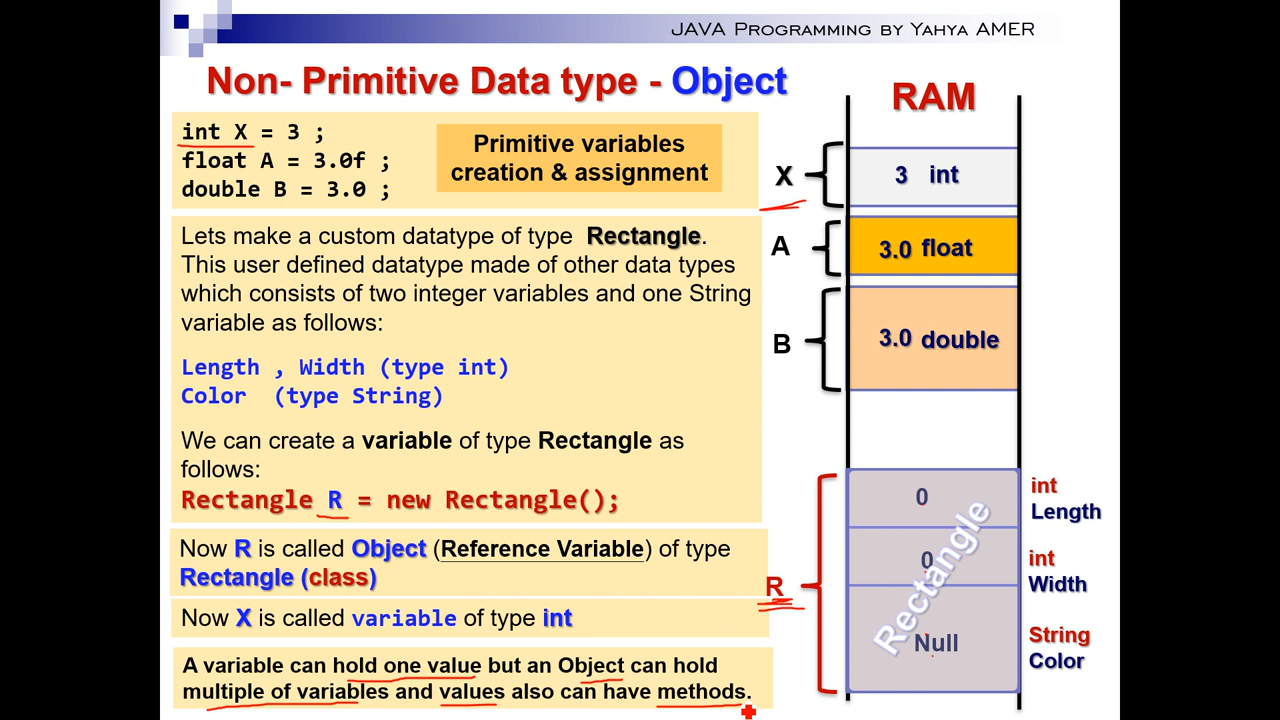 JAVA PROGRAMMING BY YAHYA AMER
Non- Primitive Data type - Object
int X = 3 ;
float A = 3.0f ;
double B = 3.0 ;
Primitive variables
creation & assignment
Lets make a custom datatype of type Rectangle.
This user defined datatype made of other data types
which consists of two integer variables and one String
variable as follows:
Length , Width (type int)
Color (type String)
We can create a variable of type Rectangle as
follows:
Rectangle R = new Rectangle();
Now R is called Object (Reference Variable) of type
Rectangle (class)
Now X is called variable of type int
A variable can hold one value but an Object can hold
multiple of variables and values also can have methods.
RAM
X
3 int
A
3.0 float
B
3.0 double
R
0
int
Length
0
int
Width
Null
String
Color
Rectangle